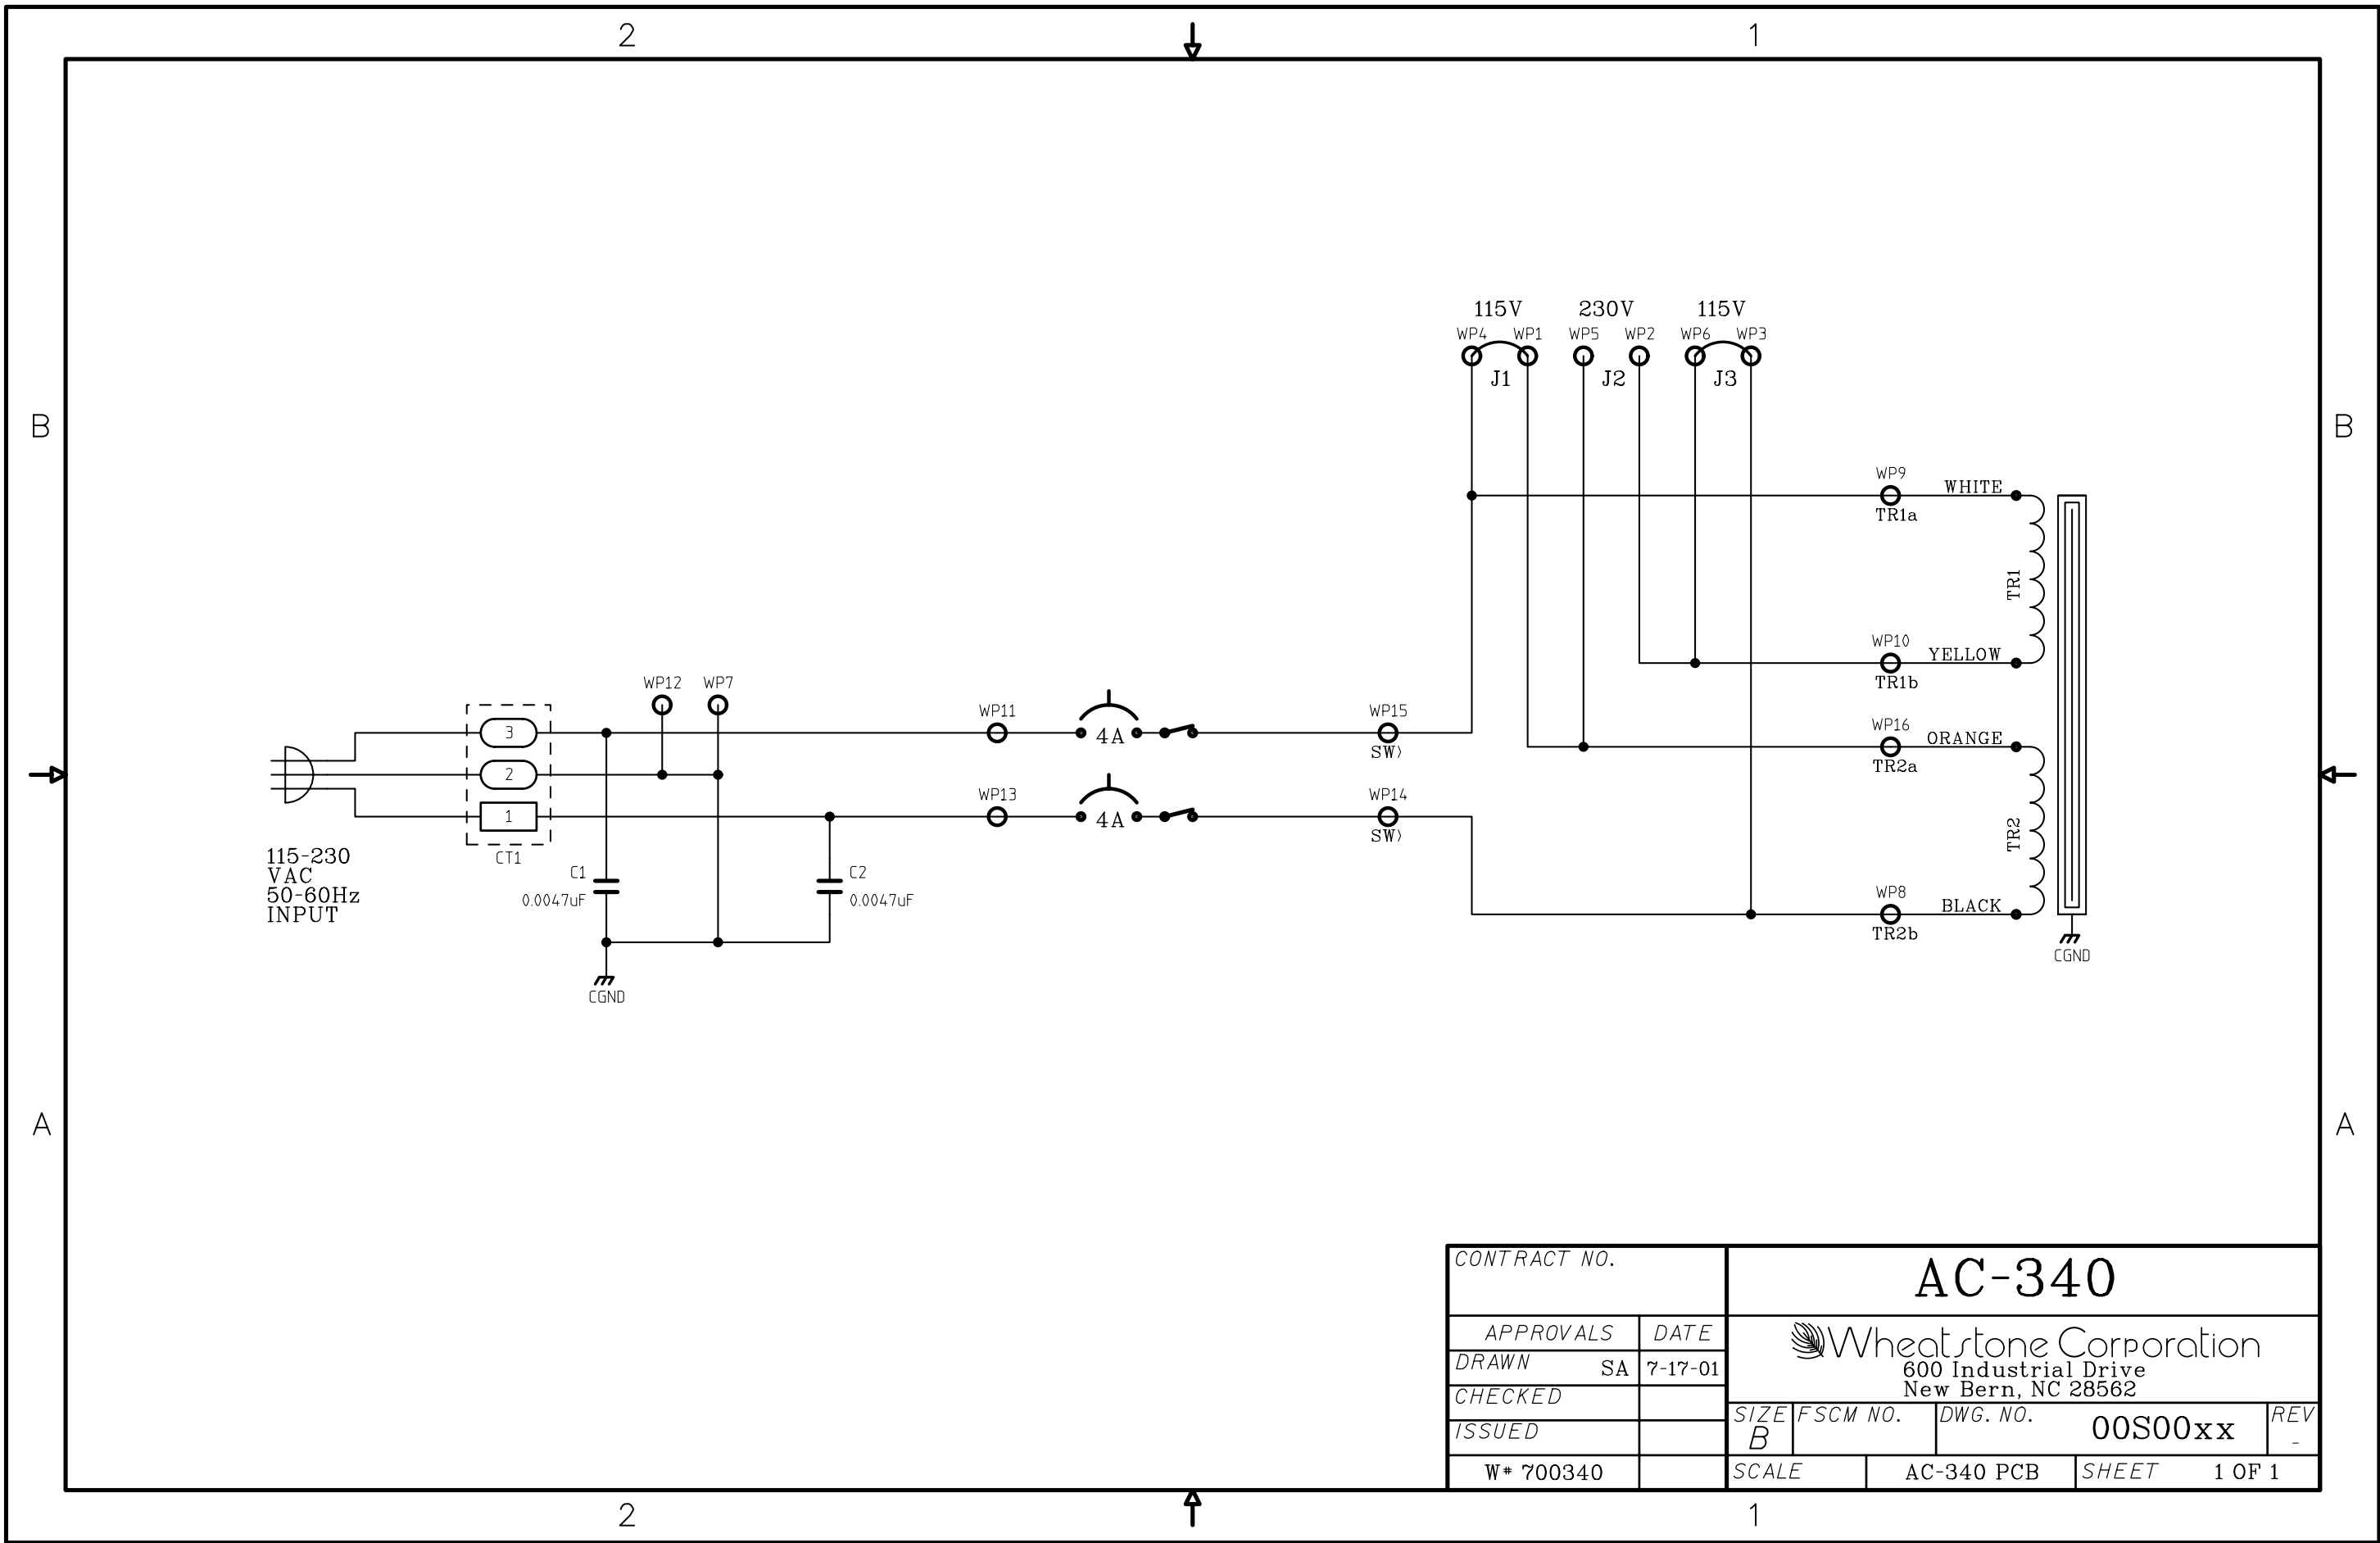 2
1
B
B
115V
230V
115V
WP4 WP1 WP5 WP2 WP6 WP3
J1
J2
J3
WP9
WHITE
TR1a
TR1
WP10
YELLOW
TR1b
WP12 WP7
WP11
4A
WP15
SW)
WP16
ORANGE
TR2a
3
2
1
CT1
WP13
4A
WP14
SW)
TR2
115-230
VAC
50-60Hz
INPUT
C1
0.0047uF
C2
0.0047uF
WP8
BLACK
TR2b
CGND
CGND
A
A
CONTRACT NO.
AC-340
APPROVALS
DATE
DRAWN SA 7-17-01
CHECKED
ISSUED
W# 700340
Wheatstone Corporation
600 Industrial Drive
New Bern, NC 28562
SIZE
B
FSCM NO.
DWG. NO. 00S00xx
REV
-
SCALE
AC-340 PCB
SHEET 1 OF 1
2
1